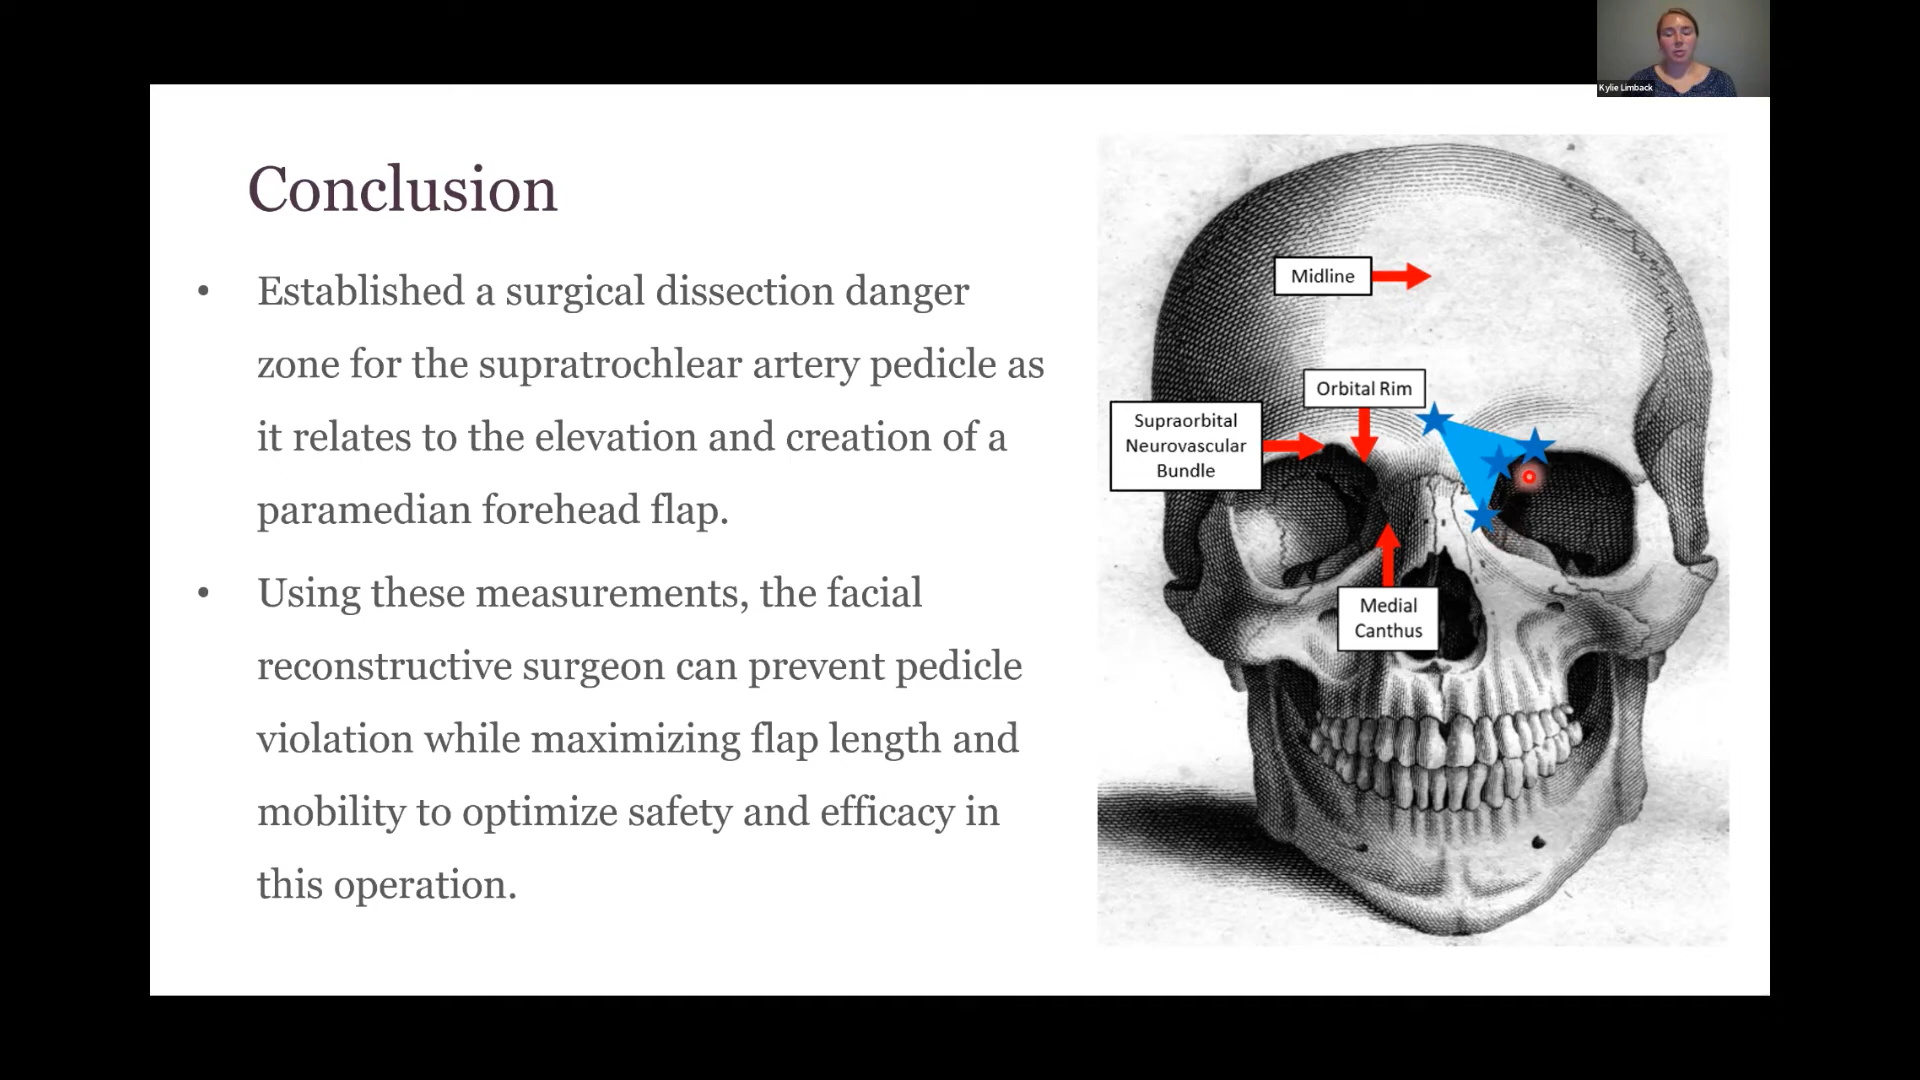 Kylie Limback
Conclusion
• Established a surgical dissection danger
zone for the supratrochlear artery pedicle as
it relates to the elevation and creation of a
paramedian forehead flap.
• Using these measurements, the facial
reconstructive surgeon can prevent pedicle
violation while maximizing flap length and
mobility to optimize safety and efficacy in
this operation.
Midline
Orbital Rim
Supraorbital
Neurovascular
Bundle
Medial
Canthus